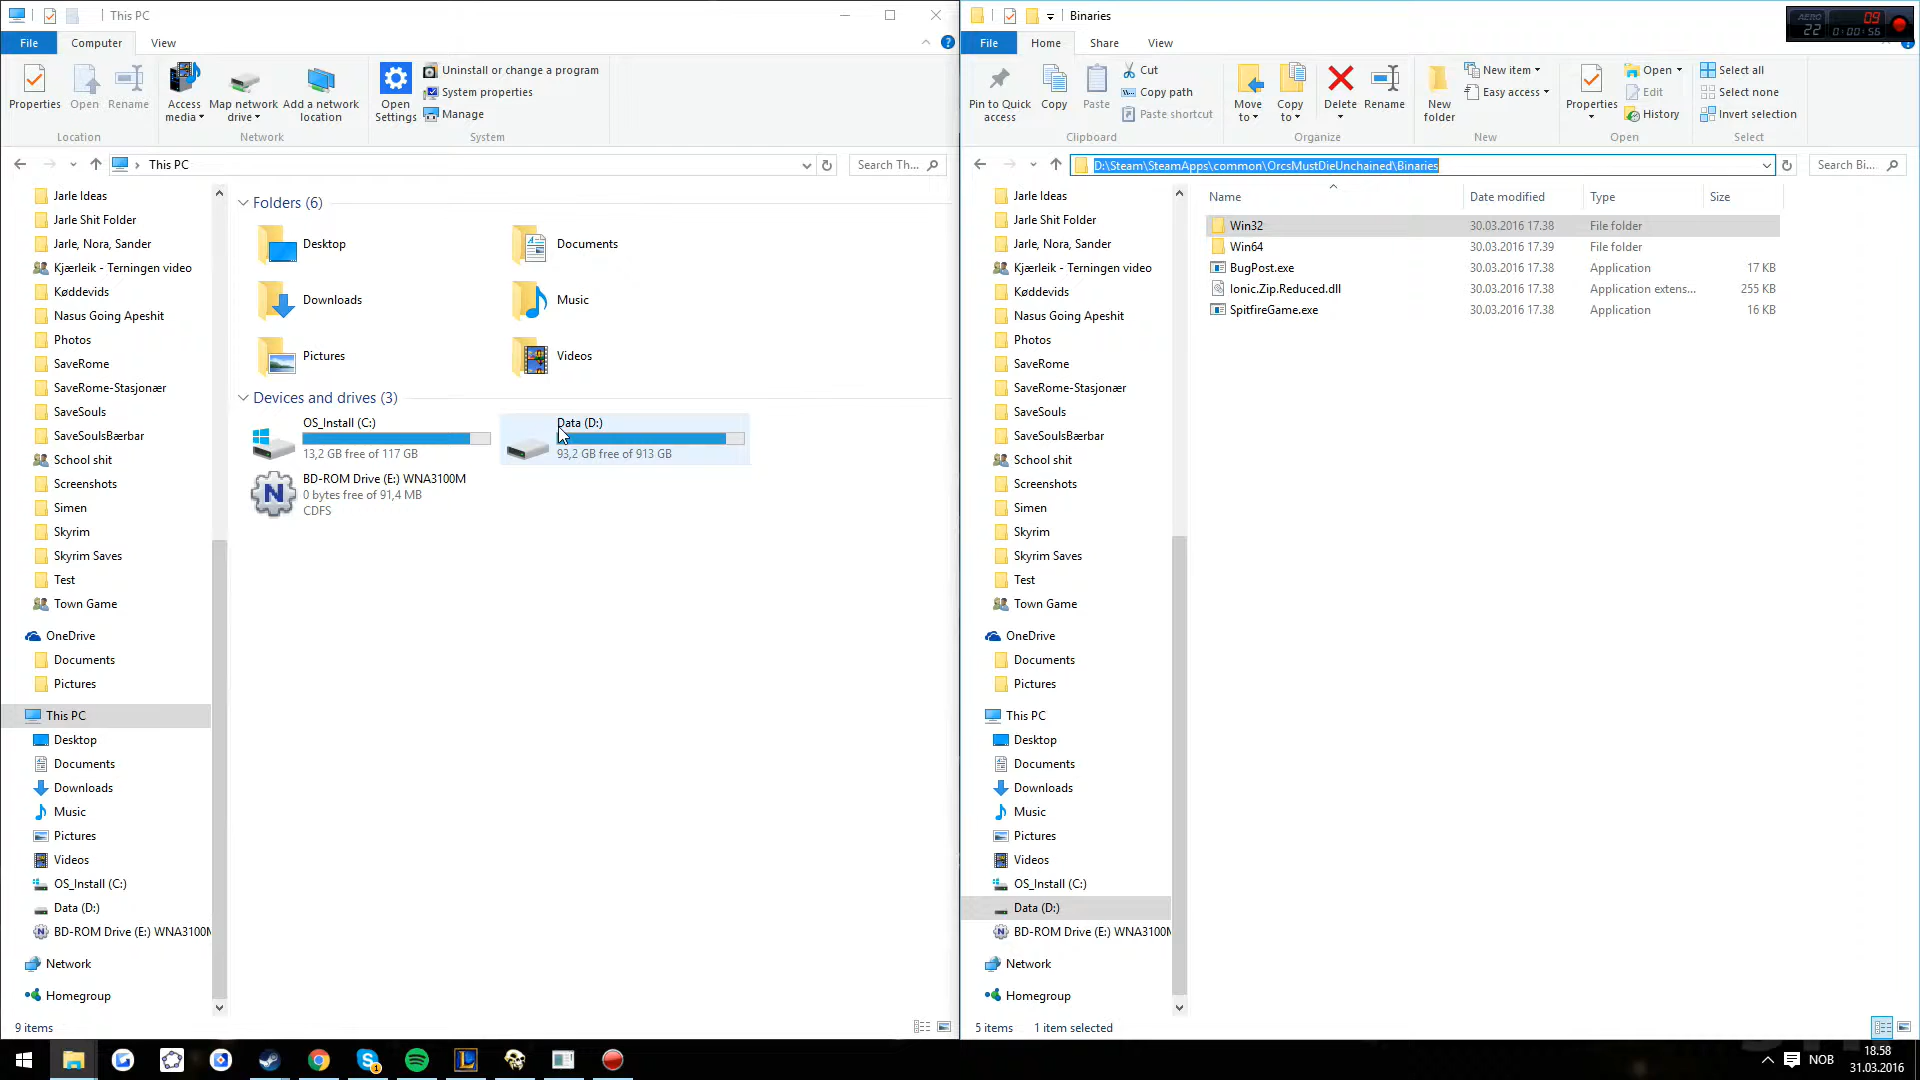 This PC
File
Computer
View
Properties
Open
Rename
Access media
Map network drive
Add a network location
Open Settings
Uninstall or change a program
System properties
Manage
Location
Network
System
This PC
Search Th...
Jarle Ideas
Jarle Shit Folder
Jarle, Nora, Sander
Kjærleik - Terningen video
Køddevids
Nasus Going Apeshit
Photos
SaveRome
SaveRome-Stasjonær
SaveSouls
SaveSoulsBærbar
School shit
Screenshots
Simen
Skyrim
Skyrim Saves
Test
Town Game
OneDrive
Documents
Pictures
This PC
Desktop
Documents
Downloads
Music
Pictures
Videos
OS_Install (C:)
Data (D:)
BD-ROM Drive (E:) WNA3100M
Network
Homegroup
9 items
Folders (6)
Desktop
Documents
Downloads
Music
Pictures
Videos
Devices and drives (3)
OS_Install (C:)
13,2 GB free of 117 GB
Data (D:)
93,2 GB free of 913 GB
BD-ROM Drive (E:) WNA3100M
0 bytes free of 91,4 MB
CDFS
Binaries
File
Home
Share
View
Pin to Quick access
Copy
Paste
Cut
Copy path
Paste shortcut
Move to
Copy to
Delete
Rename
New folder
New item
Easy access
Properties
Open
Edit
History
Select all
Select none
Invert selection
Clipboard
Organize
New
Open
Select
D:\Steam\SteamApps\common\OrcsMustDieUnchained\Binaries
Search Bi...
Jarle Ideas
Jarle Shit Folder
Jarle, Nora, Sander
Kjærleik - Terningen video
Køddevids
Nasus Going Apeshit
Photos
SaveRome
SaveRome-Stasjonær
SaveSouls
SaveSoulsBærbar
School shit
Screenshots
Simen
Skyrim
Skyrim Saves
Test
Town Game
OneDrive
Documents
Pictures
This PC
Desktop
Documents
Downloads
Music
Pictures
Videos
OS_Install (C:)
Data (D:)
BD-ROM Drive (E:) WNA3100M
Network
Homegroup
Name Date modified Type Size
Win32 30.03.2016 17.38 File folder
Win64 30.03.2016 17.39 File folder
BugPost.exe 30.03.2016 17.38 Application 17 KB
Ionic.Zip.Reduced.dll 30.03.2016 17.38 Application extens... 255 KB
SpitfireGame.exe 30.03.2016 17.38 Application 16 KB
5 items 1 item selected
AERO
22
09
0:00:56
NOB
18.58
31.03.2016